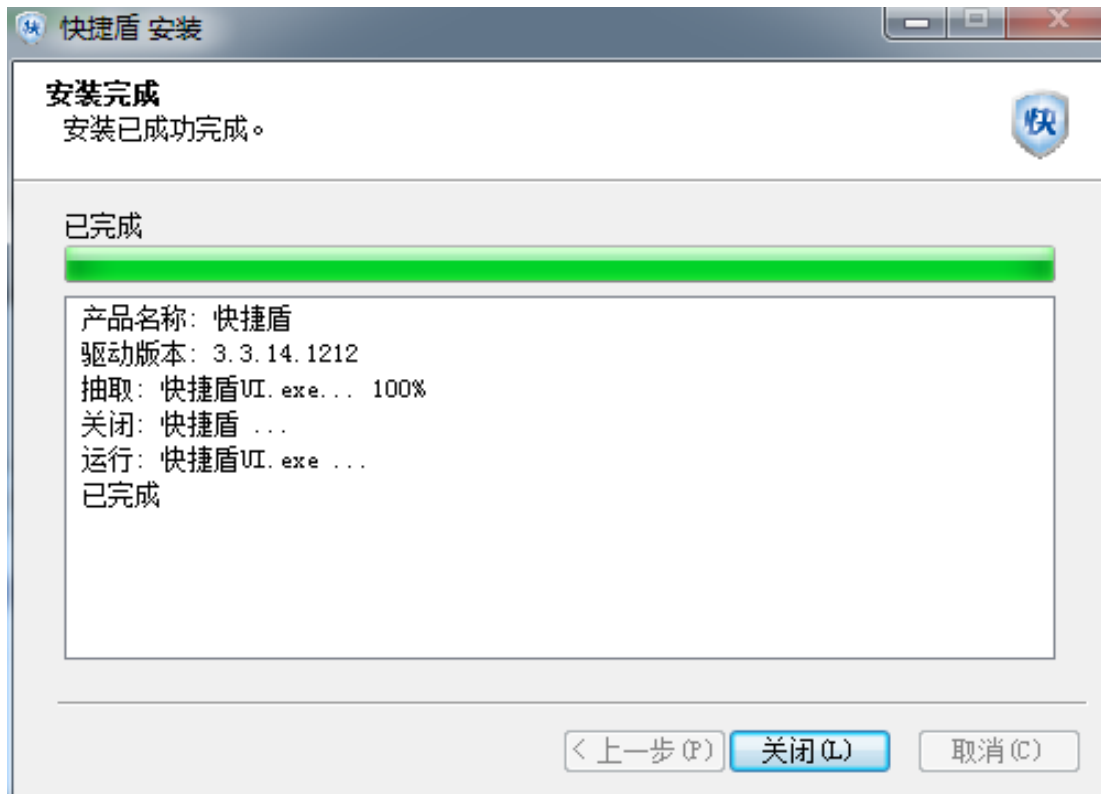 快 快捷盾 安装
安装完成
安装已成功完成。
快
已完成
产品名称: 快捷盾
驱动版本: 3.3.14.1212
抽取: 快捷盾UI.exe... 100%
关闭: 快捷盾 ...
运行: 快捷盾UI.exe ...
已完成
< 上一步(P) 关闭(L) 取消(C)